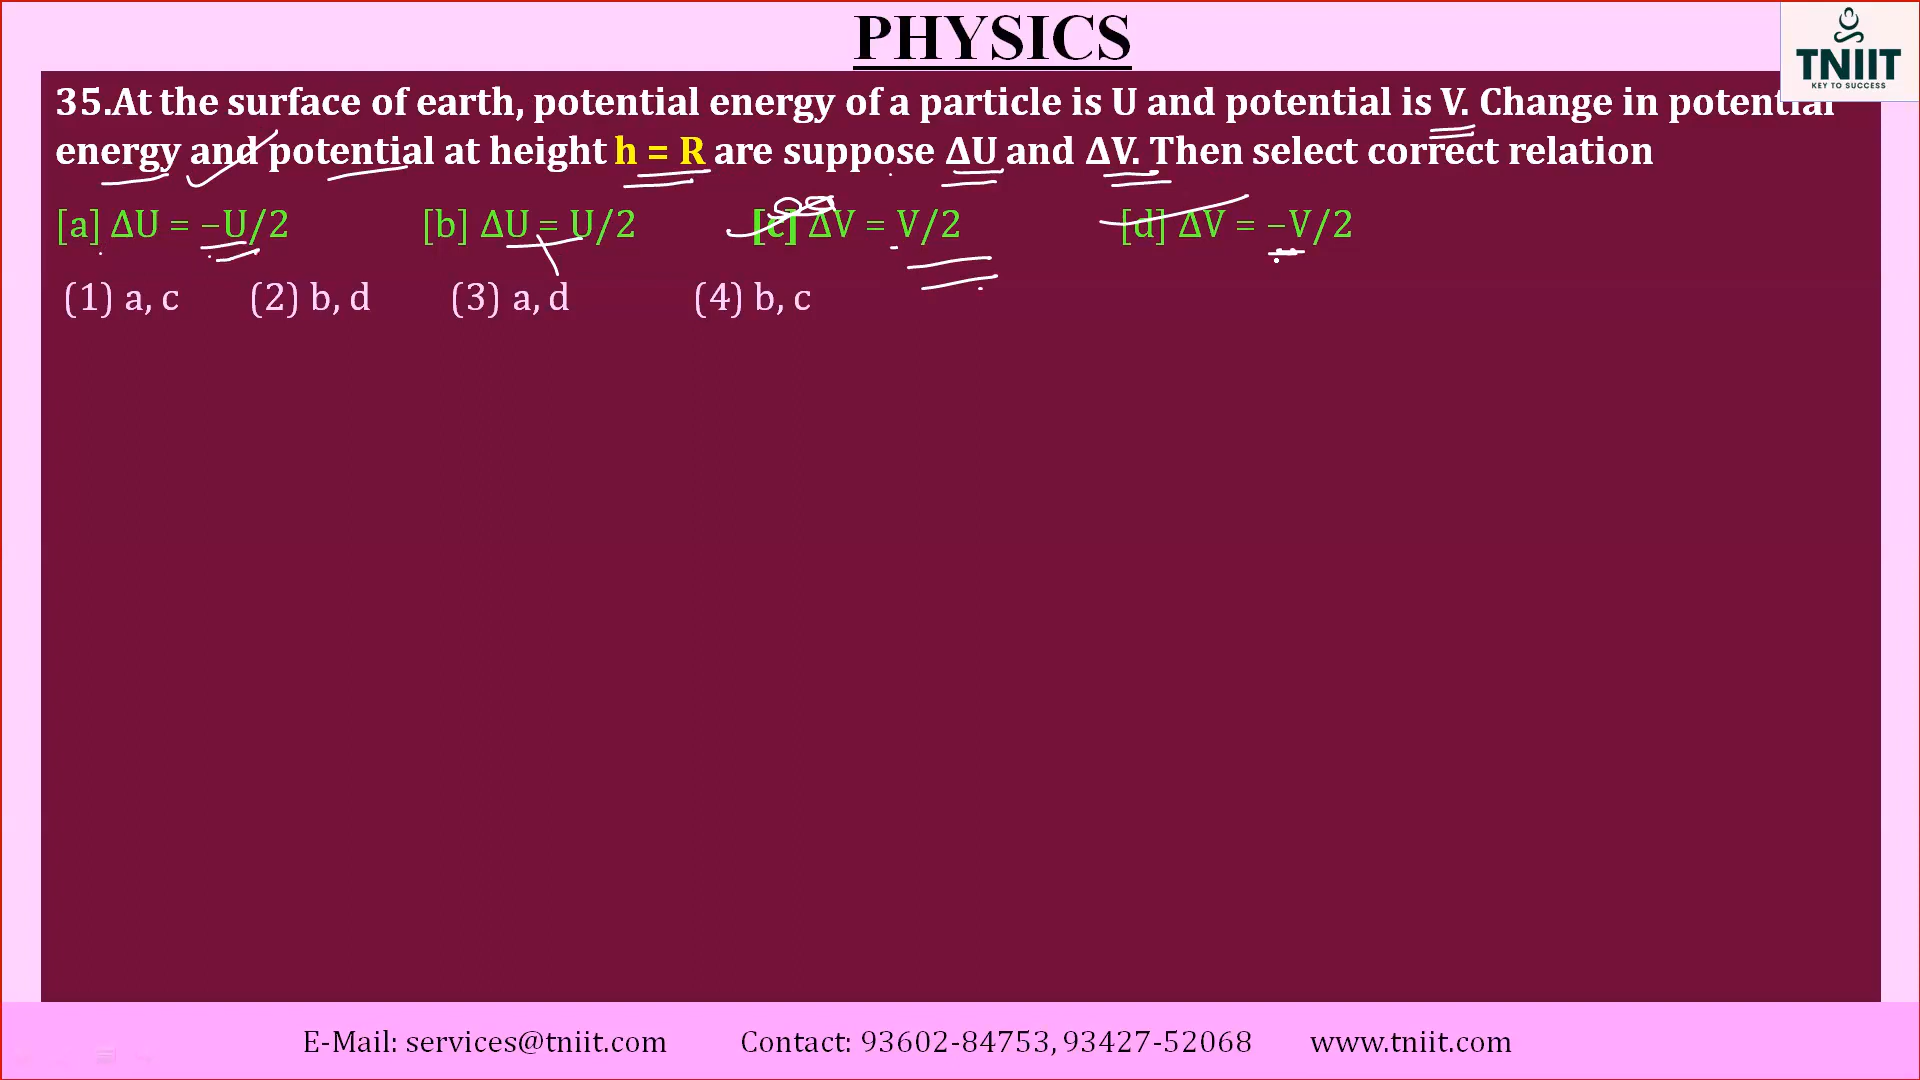 PHYSICS
TNIIT
KEY TO SUCCESS
35.At the surface of earth, potential energy of a particle is U and potential is V. Change in potential
energy and potential at height h = R are suppose ΔU and ΔV. Then select correct relation
[a] ΔU = −U/2 [b] ΔU = U/2 [c] ΔV = V/2 [d] ΔV = −V/2
(1) a, c (2) b, d (3) a, d (4) b, c
E-Mail: services@tniit.com Contact: 93602-84753, 93427-52068 www.tniit.com